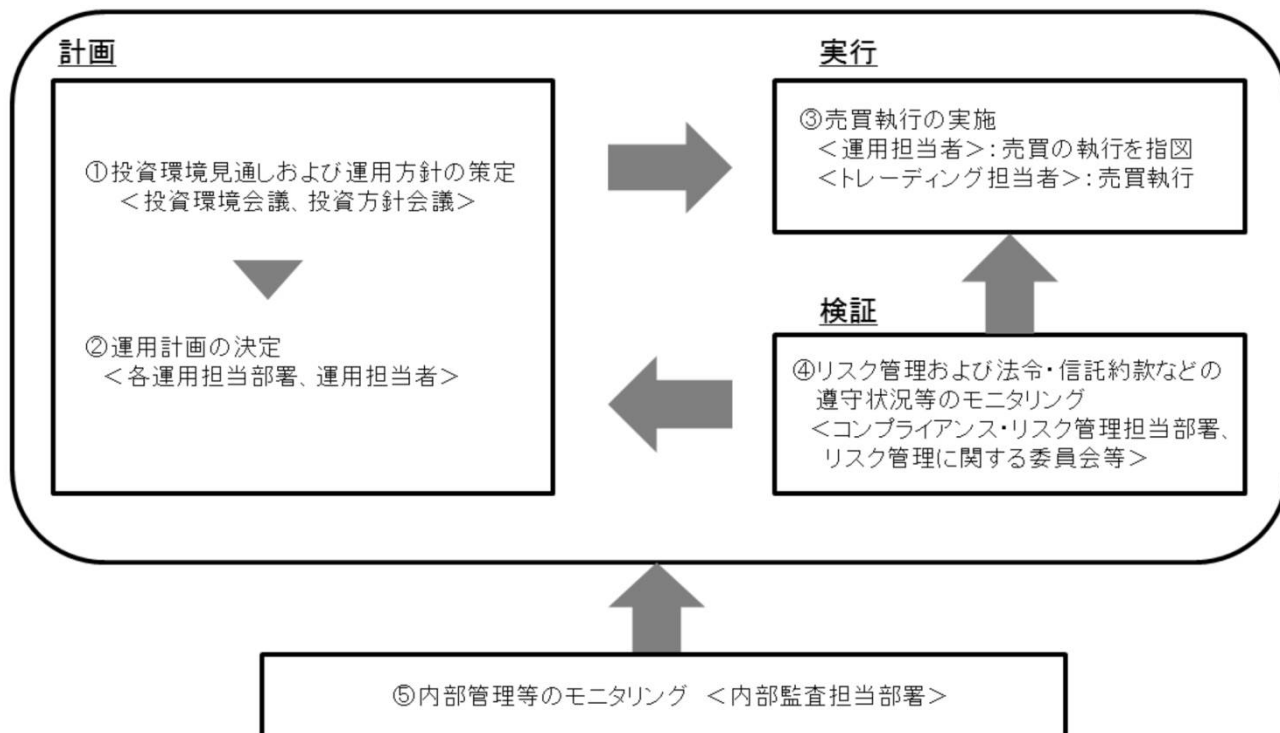 計画
①投資環境見通しおよび運用方針の策定
＜投資環境会議、投資方針会議＞
②運用計画の決定
＜各運用担当部署、運用担当者＞
実行
③売買執行の実施
＜運用担当者＞：売買の執行を指図
＜トレーディング担当者＞：売買執行
検証
④リスク管理および法令・信託約款などの
遵守状況等のモニタリング
＜コンプライアンス・リスク管理担当部署、
リスク管理に関する委員会等＞
⑤内部管理等のモニタリング ＜内部監査担当部署＞